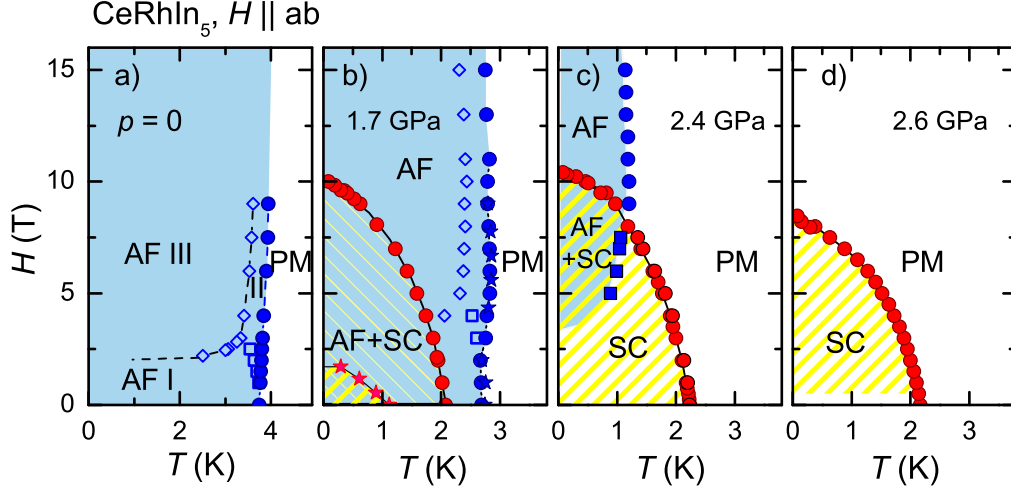 CeRhIn5, H || ab
a)
b)
c)
d)
p = 0
1.7 GPa
2.4 GPa
2.6 GPa
AF
AF
AF III
II
PM
PM
PM
PM
AF
+SC
AF I
AF+SC
SC
SC
H (T)
15
10
5
0
0 2 4
0 1 2 3
0 1 2 3
0 1 2 3
T (K)
T (K)
T (K)
T (K)